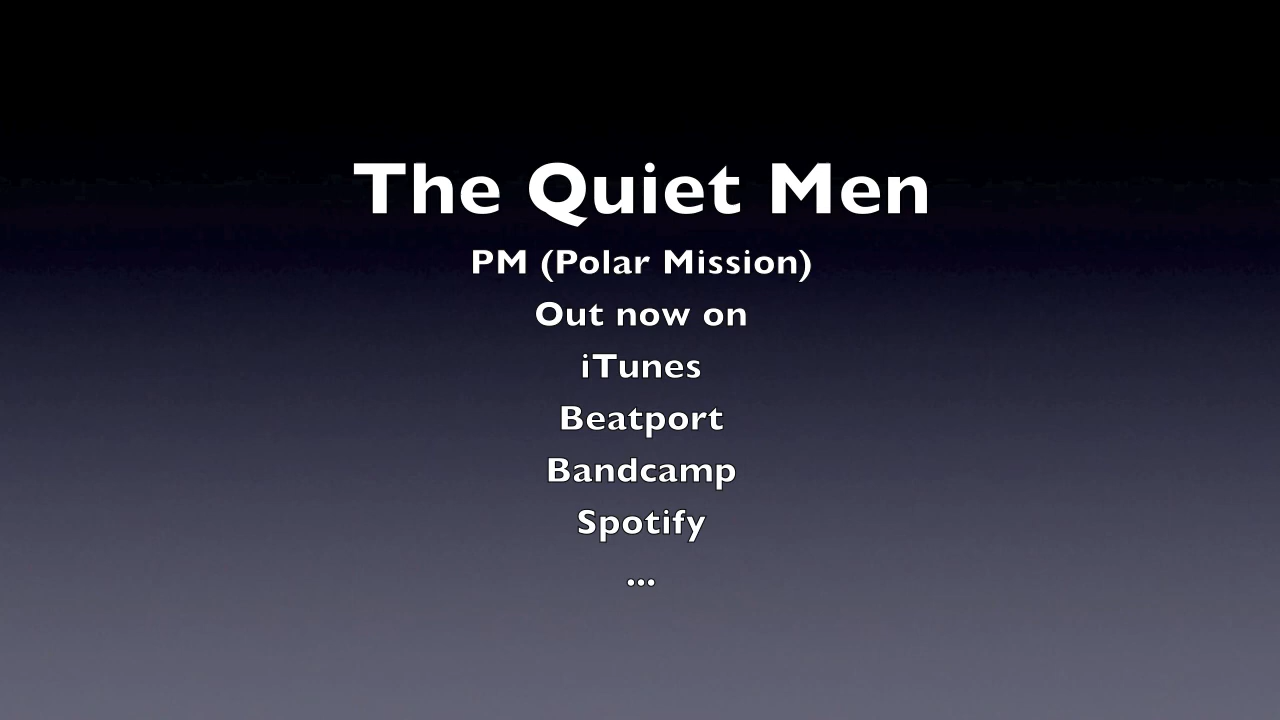 The Quiet Men
PM (Polar Mission)
Out now on
iTunes
Beatport
Bandcamp
Spotify
...